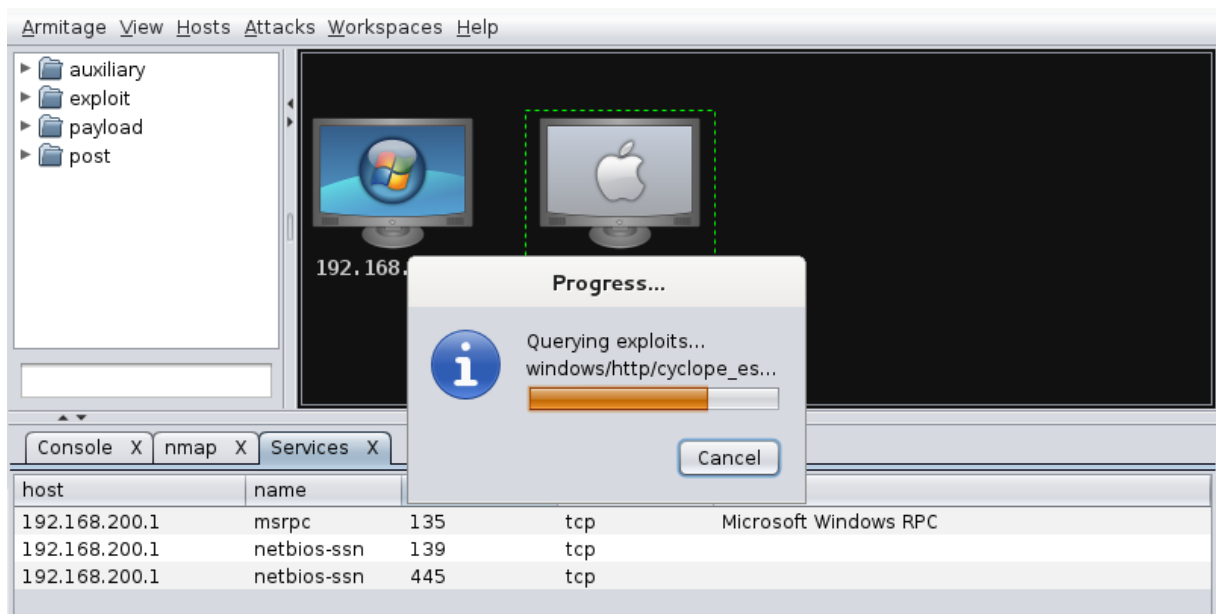 Armitage View Hosts Attacks Workspaces Help
auxiliary
exploit
payload
post
192.168.
Progress...
Querying exploits...
windows/http/cyclope_es...
Cancel
Console X nmap X Services X
host name
192.168.200.1 msrpc 135 tcp Microsoft Windows RPC
192.168.200.1 netbios-ssn 139 tcp
192.168.200.1 netbios-ssn 445 tcp